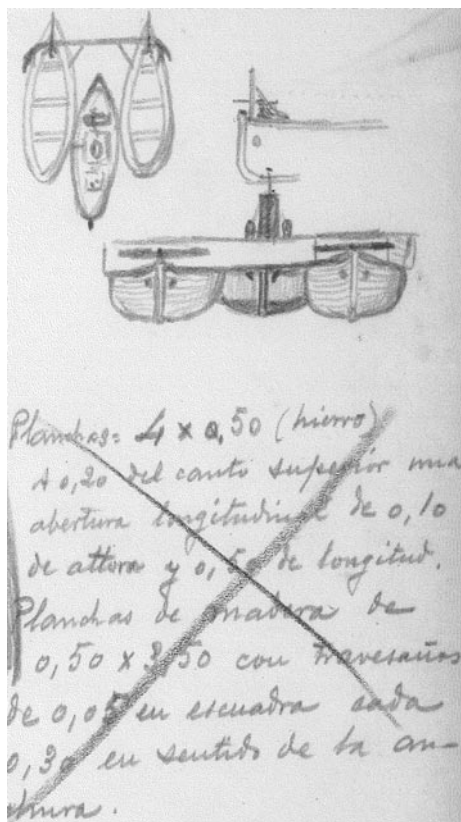 Planchas = 4 x 0,50 (hierro)
A 0,20 del canto superior una
abertura longitudinal de 0,10
de altora y 0,50 de longitud.
Planchas de madera de
0,50 x 3,50 con travesaños
de 0,05 en escuadra cada
0,30 en sentido de la an-
chura.